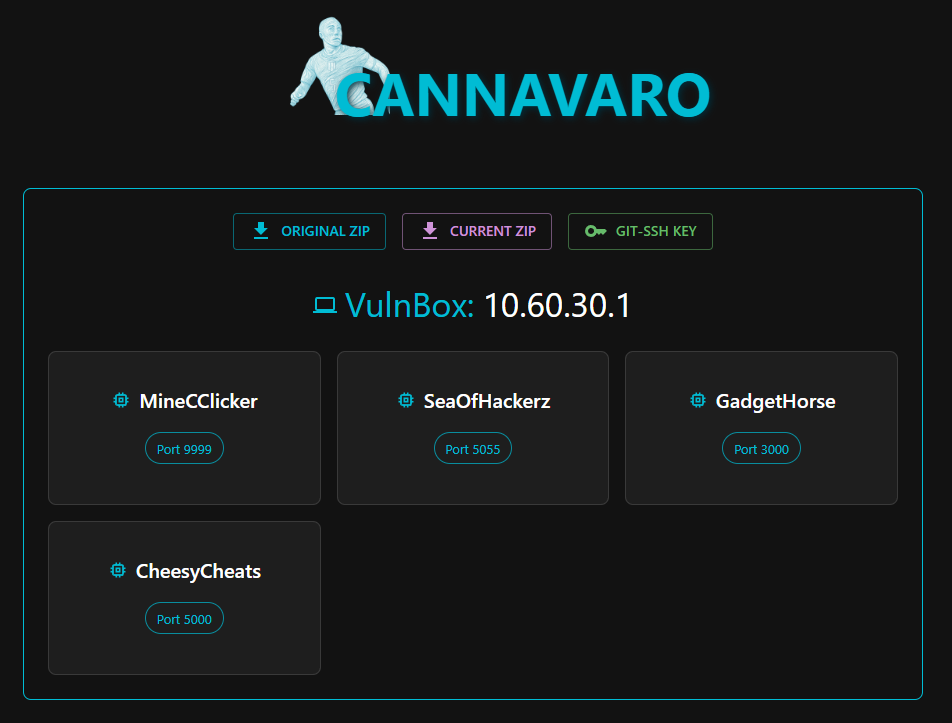 CANNAVARO
ORIGINAL ZIP CURRENT ZIP GIT-SSH KEY
VulnBox: 10.60.30.1
MineCClicker SeaOfHackerz GadgetHorse
Port 9999 Port 5055 Port 3000
CheesyCheats
Port 5000